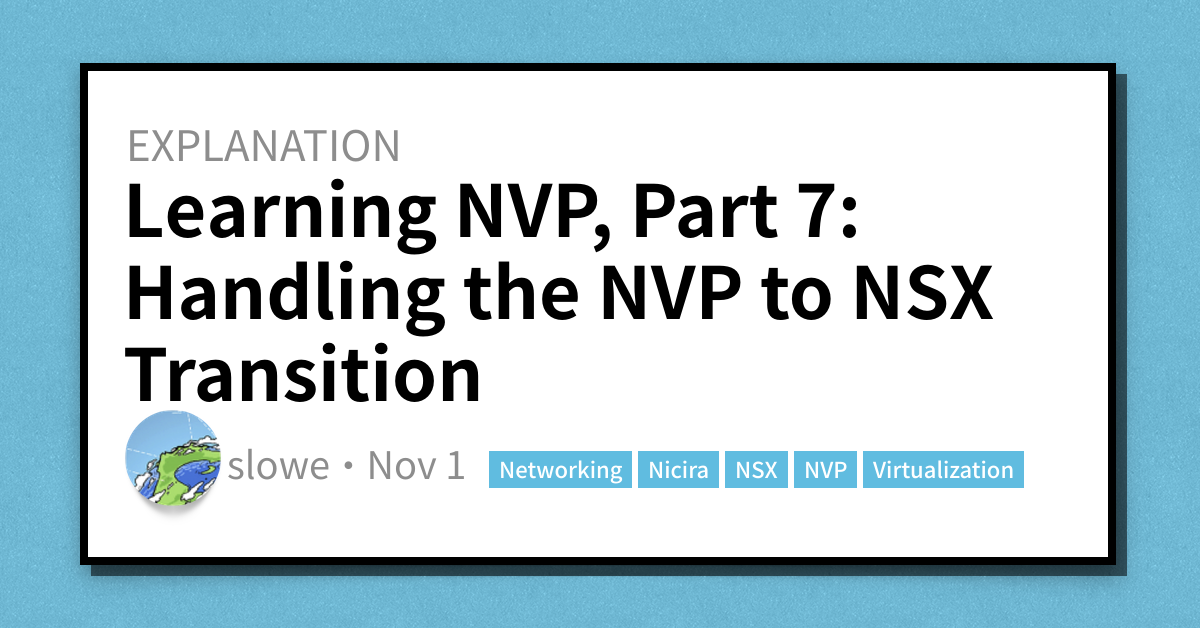 EXPLANATION
Learning NVP, Part 7:
Handling the NVP to NSX
Transition
slowe • Nov 1 Networking Nicira NSX NVP Virtualization